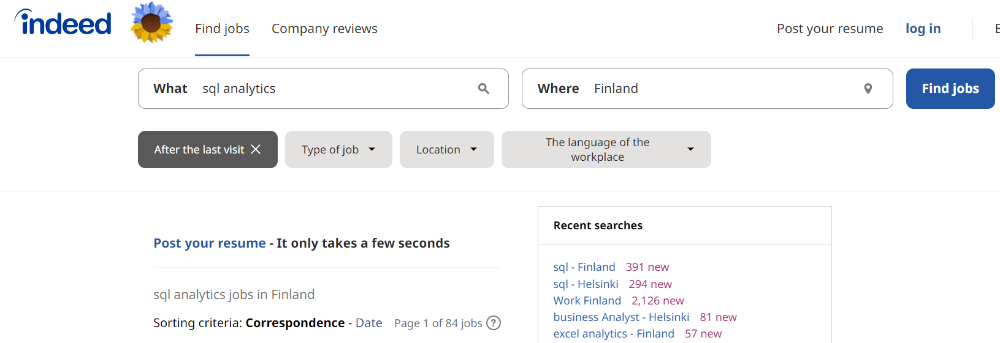 indeed
Find jobs
Company reviews
Post your resume
log in
What sql analytics
Where Finland
Find jobs
After the last visit
Type of job
Location
The language of the
workplace
Post your resume - It only takes a few seconds
sql analytics jobs in Finland
Sorting criteria: Correspondence - Date
Page 1 of 84 jobs ?
Recent searches
sql - Finland 391 new
sql - Helsinki 294 new
Work Finland 2,126 new
business Analyst - Helsinki 81 new
excel analytics - Finland 57 new